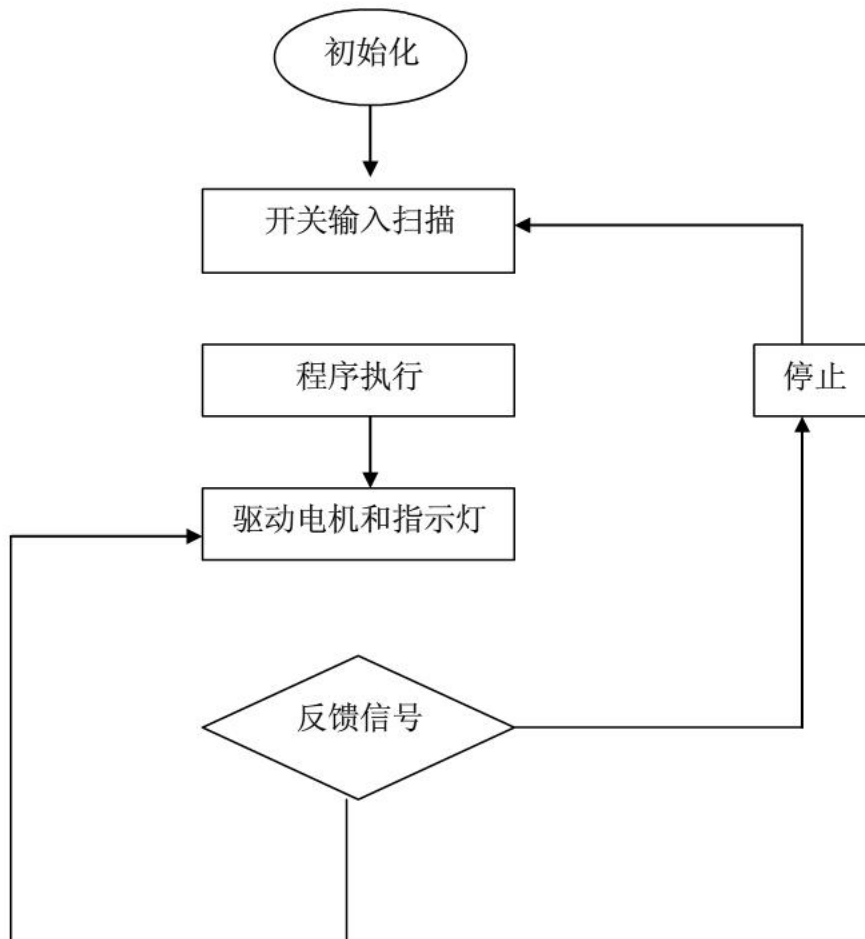 初始化
开关输入扫描
程序执行
停止
驱动电机和指示灯
反馈信号